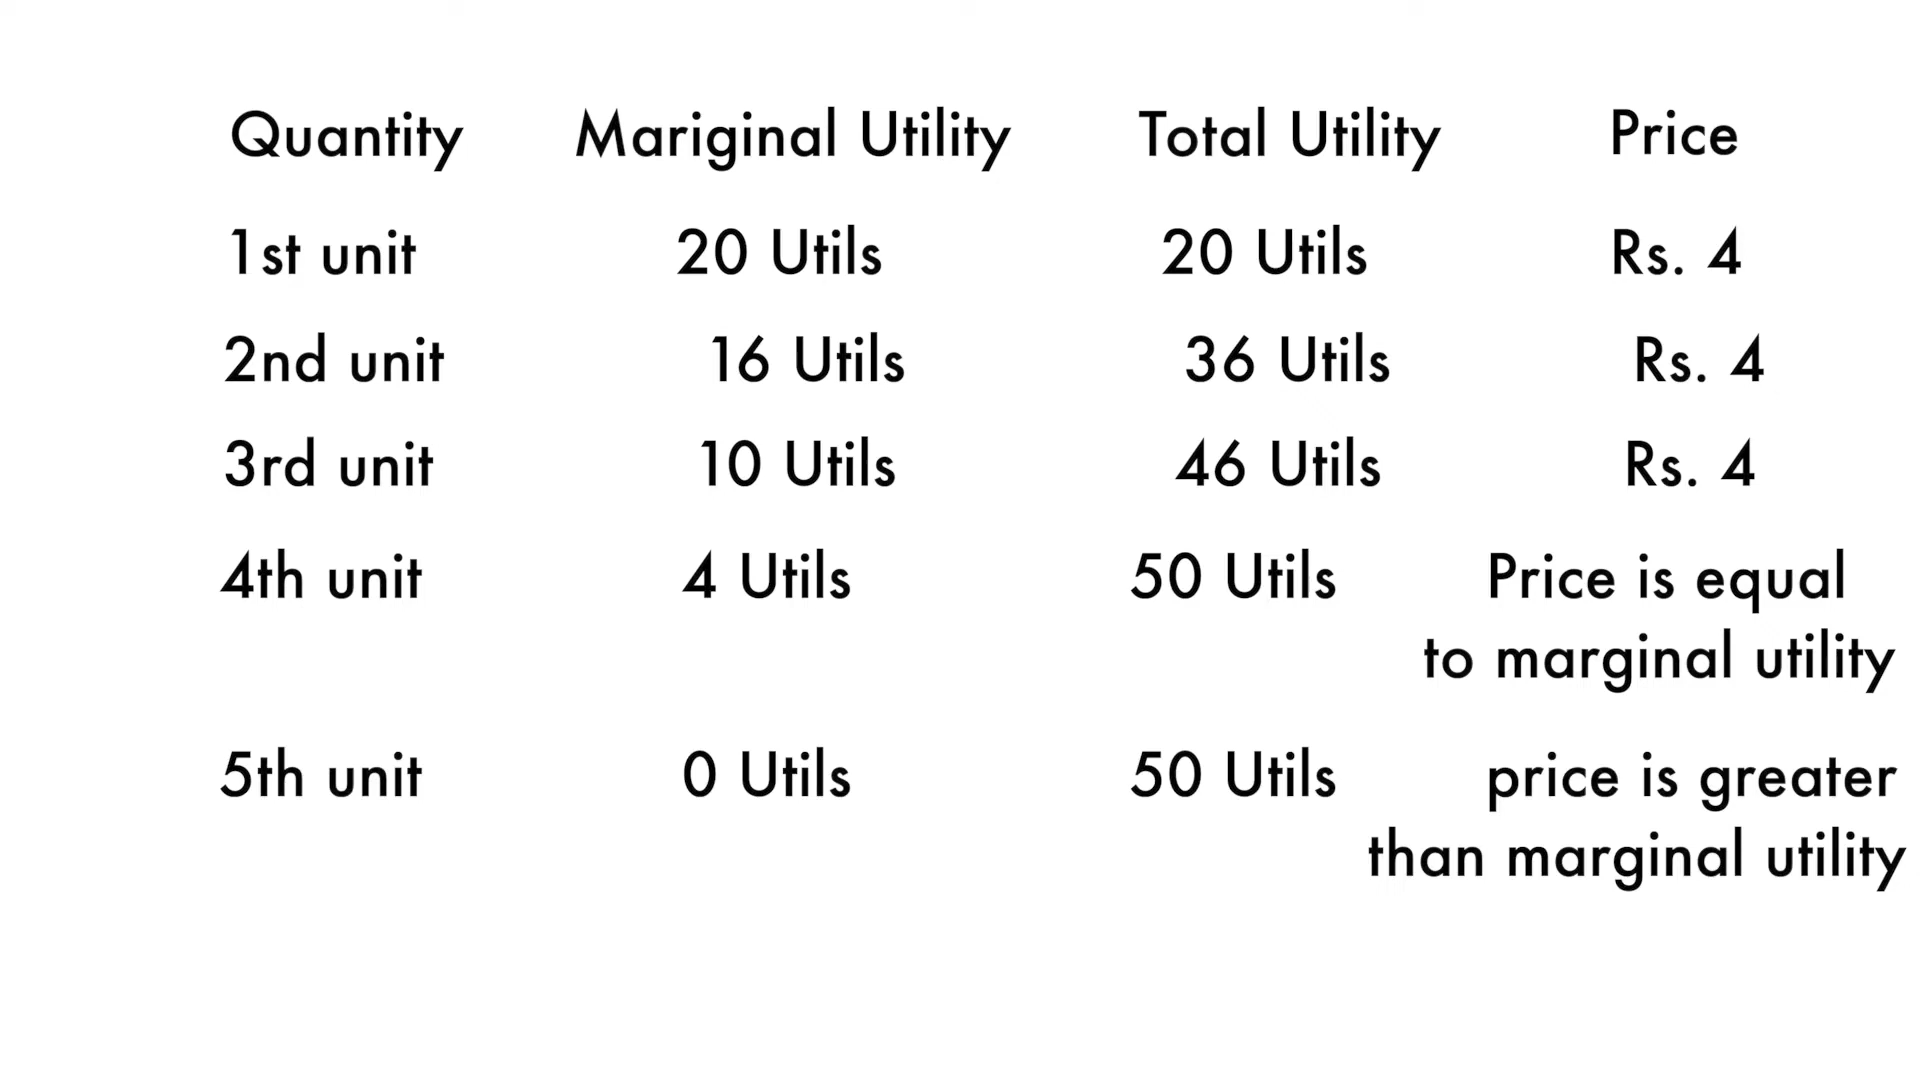 Quantity Mariginal Utility Total Utility Price
1st unit 20 Utils 20 Utils Rs. 4
2nd unit 16 Utils 36 Utils Rs. 4
3rd unit 10 Utils 46 Utils Rs. 4
4th unit 4 Utils 50 Utils Price is equal
to marginal utility
5th unit 0 Utils 50 Utils price is greater
than marginal utility